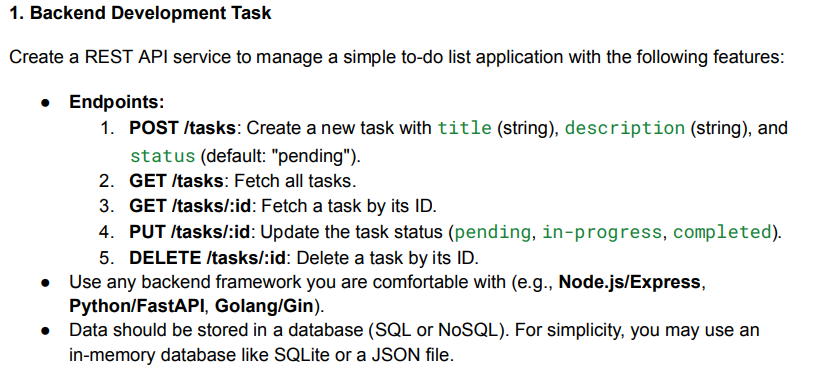 1. Backend Development Task
Create a REST API service to manage a simple to-do list application with the following features:
● Endpoints:
1. POST /tasks: Create a new task with title (string), description (string), and
status (default: "pending").
2. GET /tasks: Fetch all tasks.
3. GET /tasks/:id: Fetch a task by its ID.
4. PUT /tasks/:id: Update the task status (pending, in-progress, completed).
5. DELETE /tasks/:id: Delete a task by its ID.
● Use any backend framework you are comfortable with (e.g., Node.js/Express,
Python/FastAPI, Golang/Gin).
● Data should be stored in a database (SQL or NoSQL). For simplicity, you may use an
in-memory database like SQLite or a JSON file.